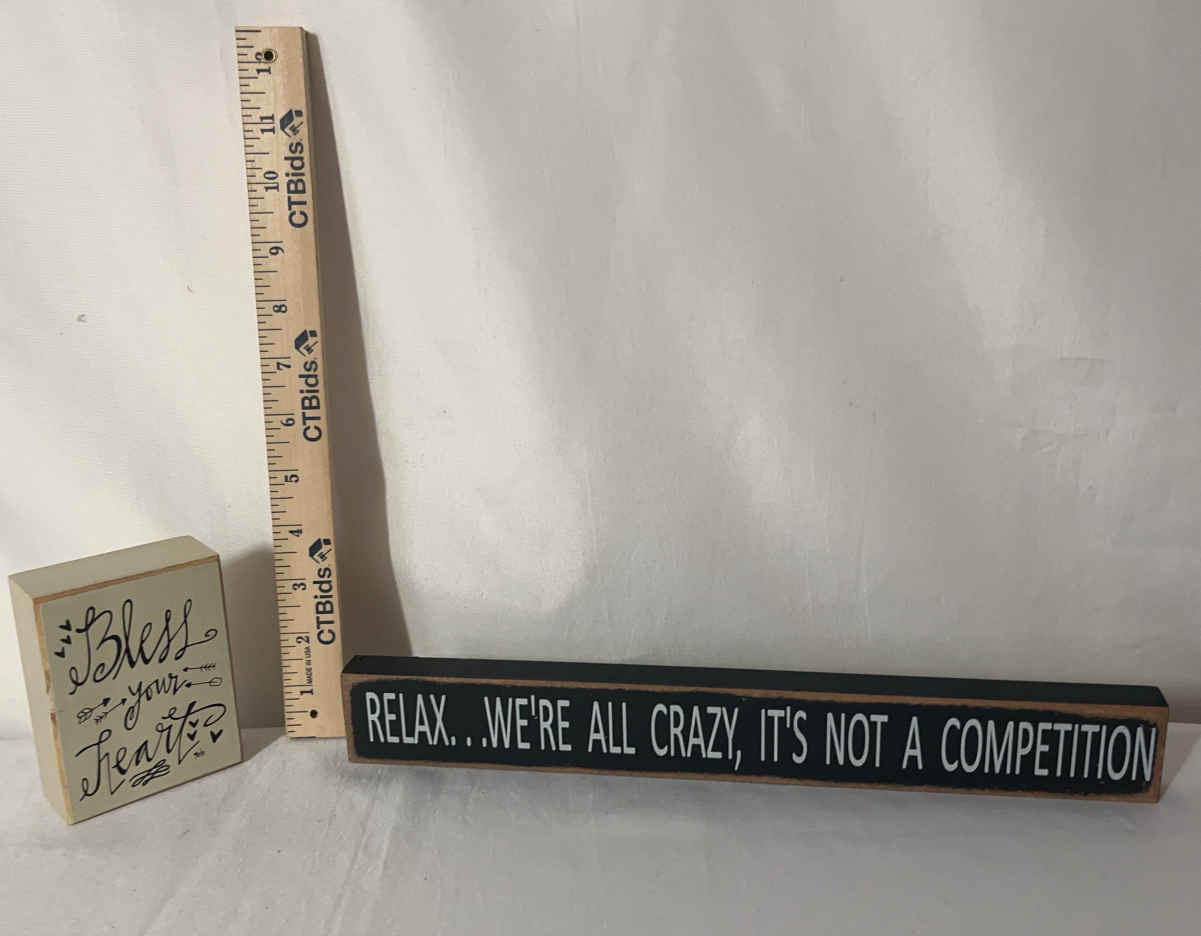 Bless
your
heart
12
11
10
9
8
7
6
5
4
3
2
1
CTBids
CTBids
CTBids
MADE IN USA
RELAX...WE'RE ALL CRAZY, IT'S NOT A COMPETITION